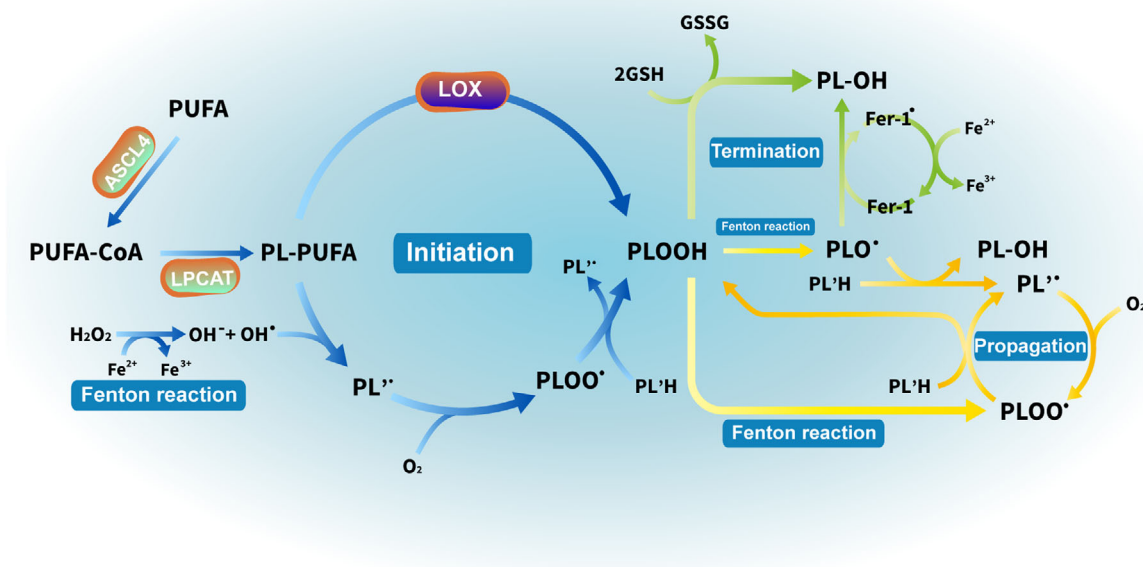 PUFA
ASCL4
PUFA-CoA
LPCAT
PL-PUFA
LOX
H₂O₂
OH⁻+ OH•
Fe²⁺
Fe³⁺
Fenton reaction
PL’•
O₂
PLOO•
Initiation
PL’•
PL’H
PLOOH
2GSH
GSSG
PL-OH
Termination
Fer-1•
Fer-1
Fe²⁺
Fe³⁺
Fenton reaction
PLO•
PL’H
PL-OH
PL’•
O₂
Propagation
PL’H
PLOO•
Fenton reaction